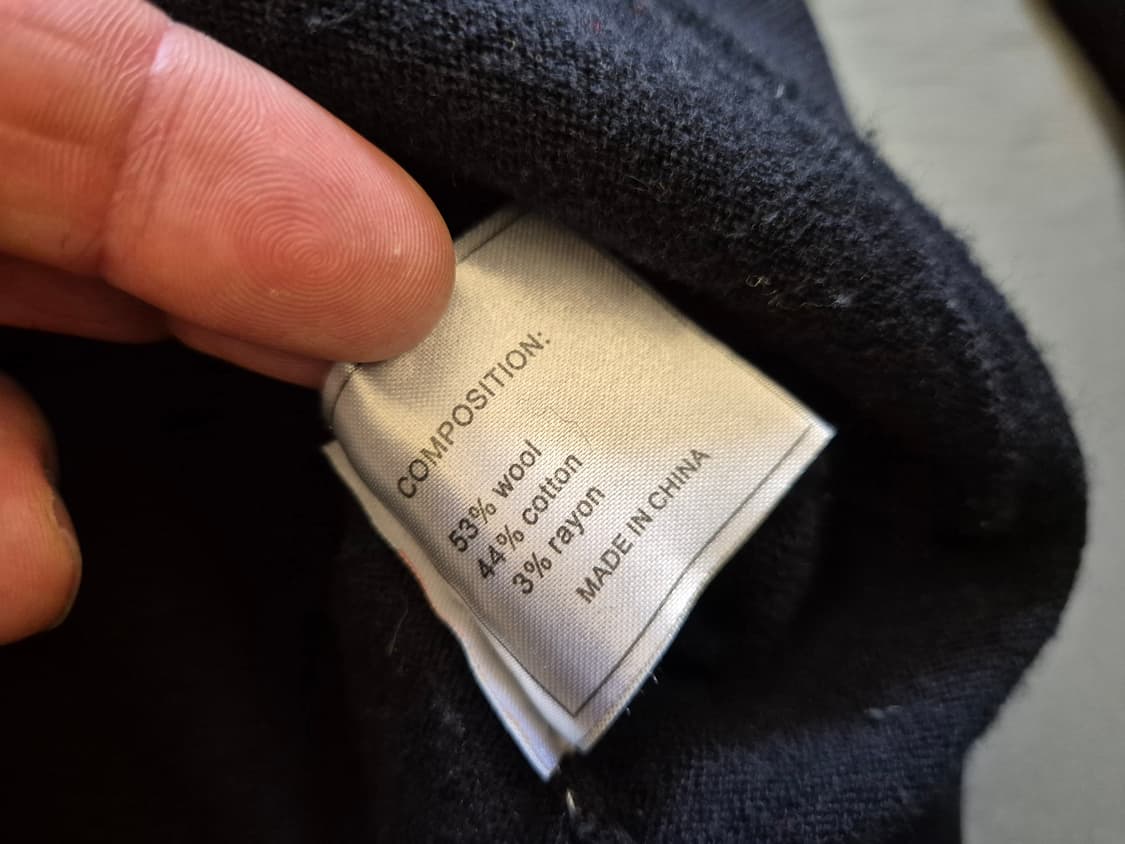 COMPOSITION:
53% wool
44% cotton
3% rayon
MADE IN CHINA